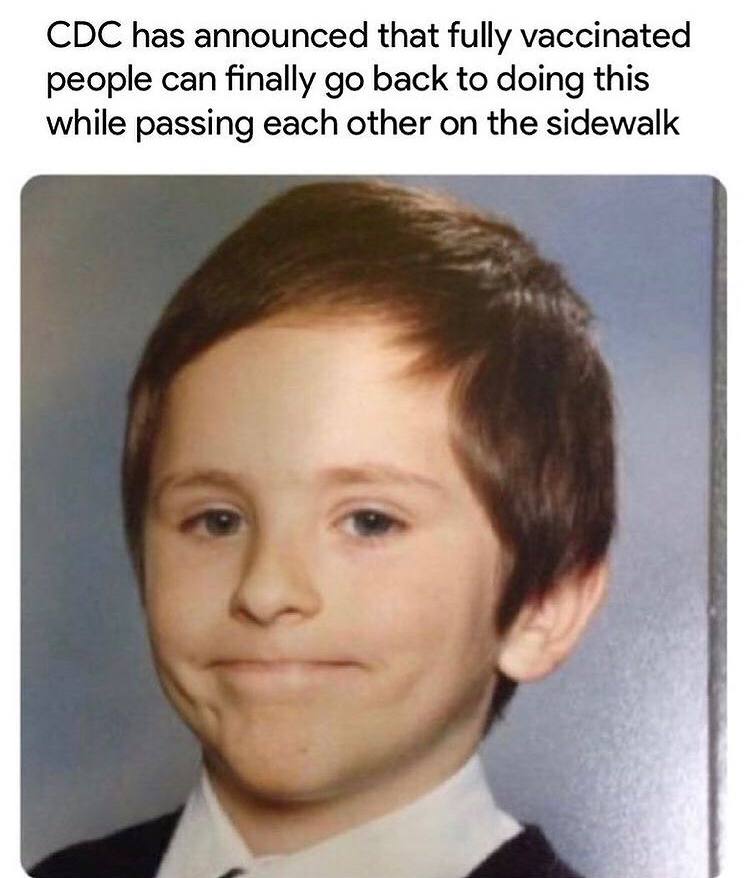 CDC has announced that fully vaccinated
people can finally go back to doing this
while passing each other on the sidewalk